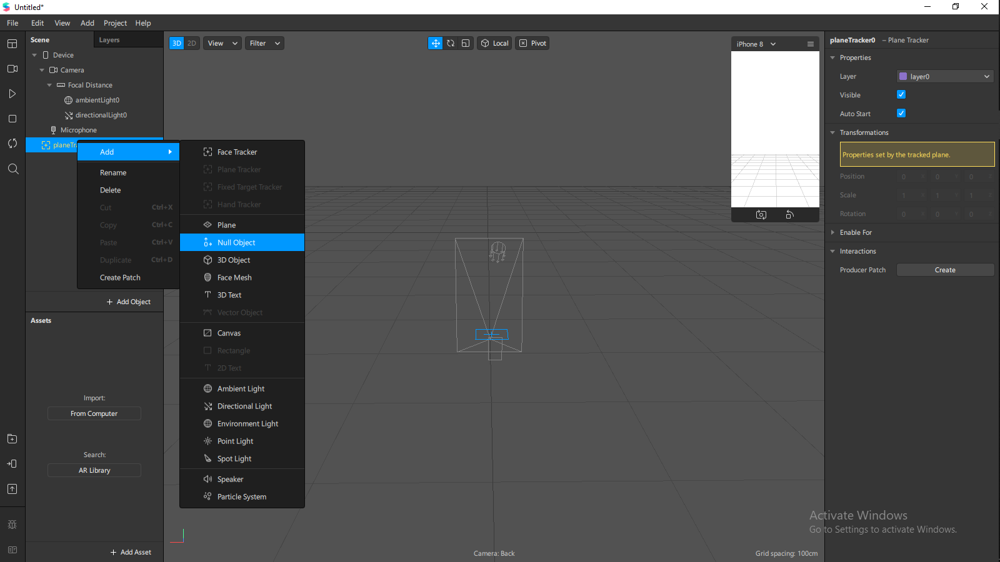 Untitled*
File Edit View Add Project Help
Scene Layers
Device
Camera
Focal Distance
ambientLight0
directionalLight0
Microphone
planeTr
Add
Rename
Delete
Cut Ctrl+X
Copy Ctrl+C
Paste Ctrl+V
Duplicate Ctrl+D
Create Patch
Face Tracker
Plane Tracker
Fixed Target Tracker
Hand Tracker
Plane
Null Object
3D Object
Face Mesh
3D Text
Vector Object
Canvas
Rectangle
2D Text
Ambient Light
Directional Light
Environment Light
Point Light
Spot Light
Speaker
Particle System
+ Add Object
Assets
Import:
From Computer
Search:
AR Library
+ Add Asset
3D 2D View Filter
Local Pivot
iPhone 8
Camera: Back
Grid spacing: 100cm
planeTracker0 – Plane Tracker
Properties
Layer layer0
Visible
Auto Start
Transformations
Properties set by the tracked plane.
Position 0 X 0 Y 0 Z
Scale 1 X 1 Y 1 Z
Rotation 0 X 0 Y 0 Z
Enable For
Interactions
Producer Patch Create
Activate Windows
Go to Settings to activate Windows.